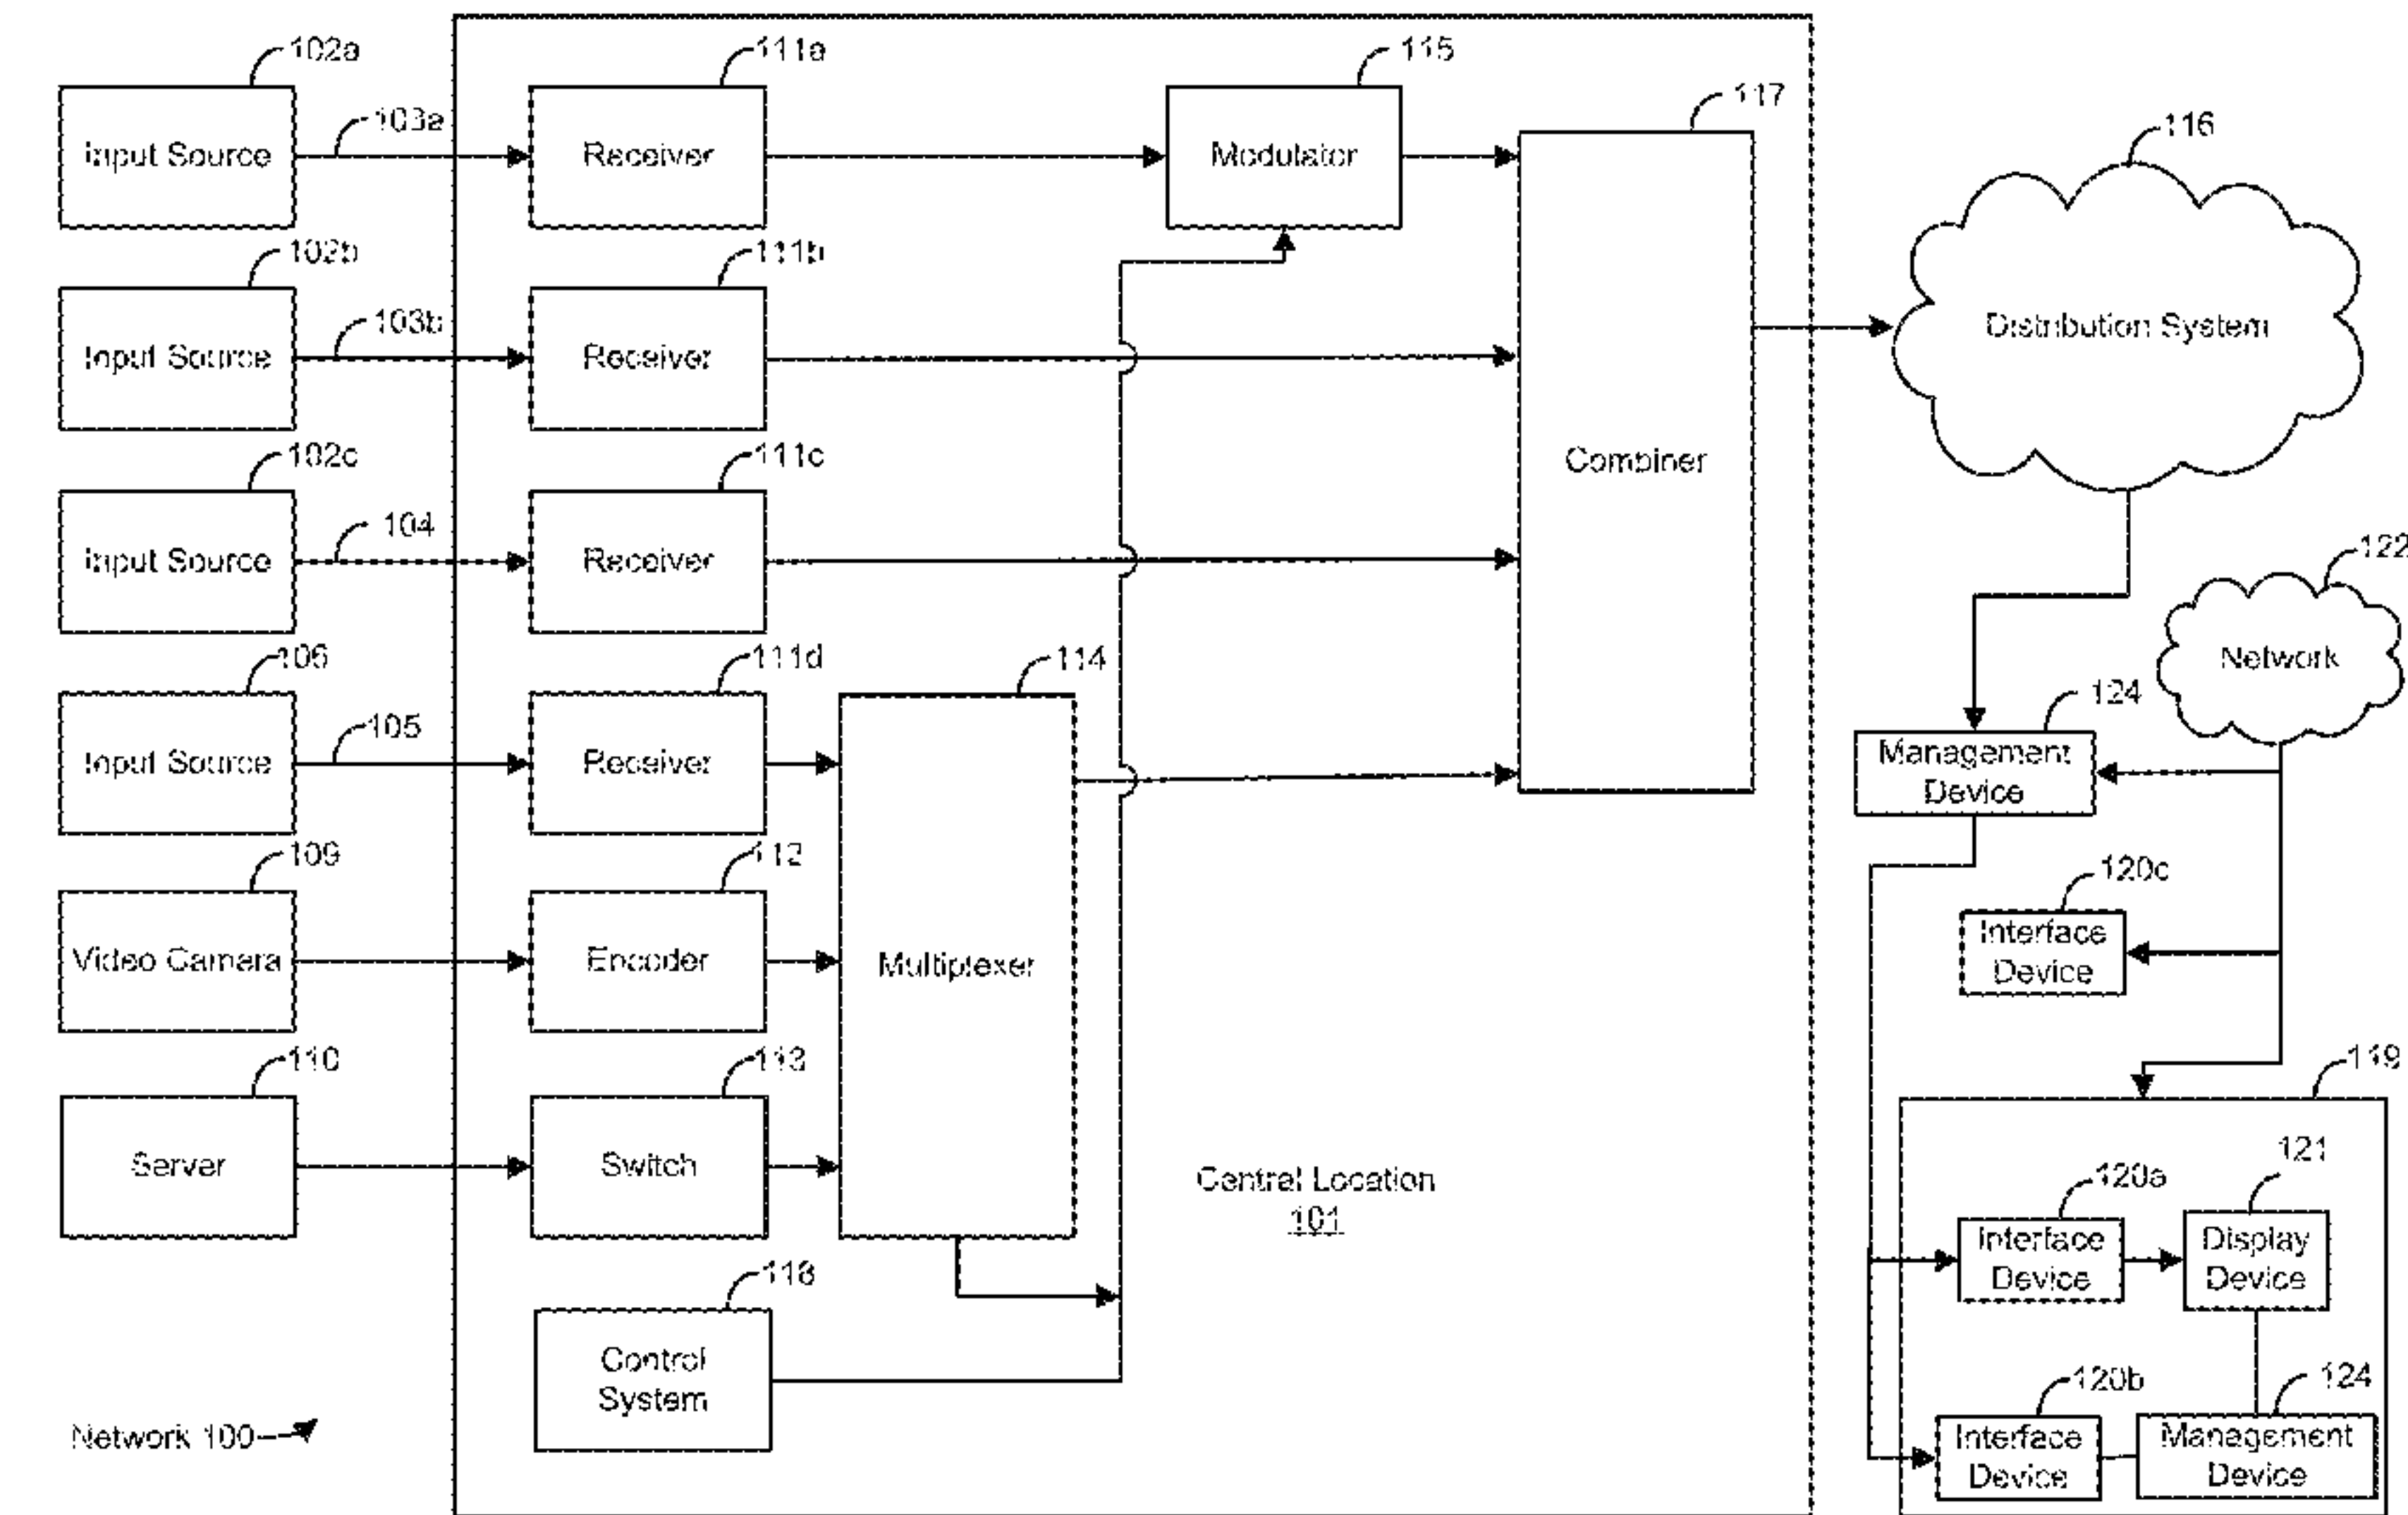 102a
111a
115
117
103a
Input Source
Receiver
Modulator
116
102b
111b
103b
Input Source
Receiver
Distribution System
102c
111c
Combiner
104
Input Source
Receiver
122
Network
106
111d
114
124
105
Input Source
Receiver
Management
Device
109
112
120c
Video Camara
Encoder
Multiplexer
Interface
Device
110
113
119
Server
Switch
Central Location
101
121
120a
Interface
Device
Display
Device
118
Control
System
120b
124
Interface
Device
Management
Device
Network 100